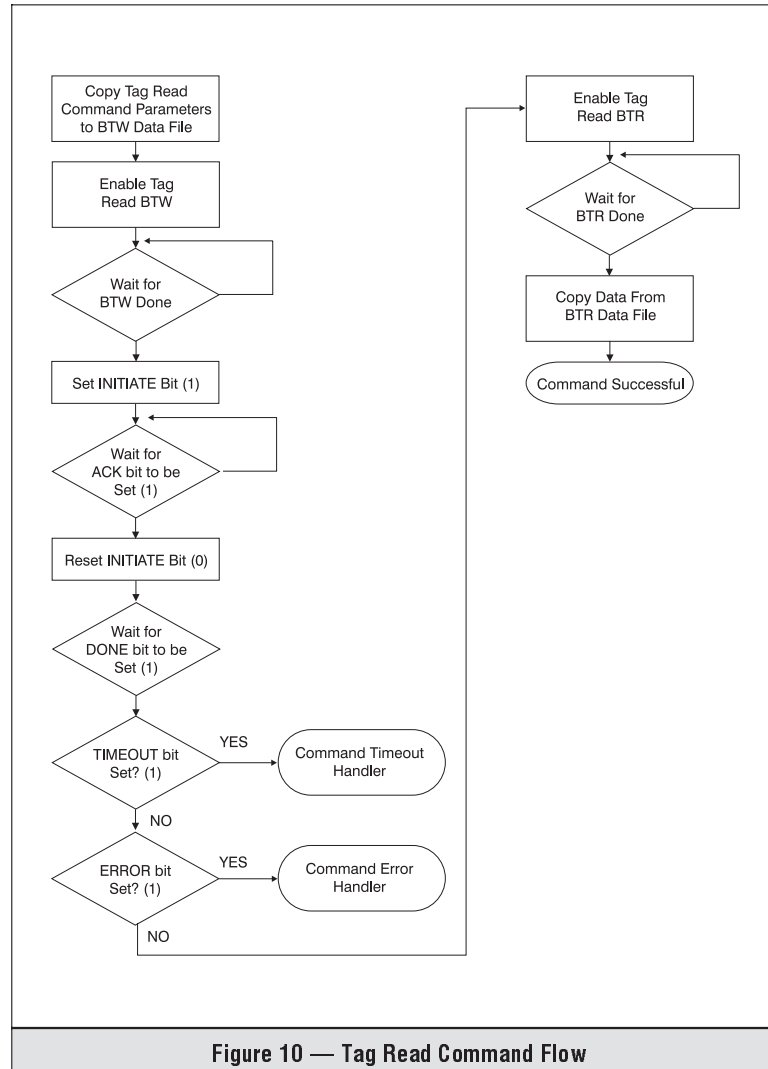 Copy Tag Read
Command Parameters
to BTW Data File
Enable Tag
Read BTW
Wait for
BTW Done
Set INITIATE Bit (1)
Wait for
ACK bit to be
Set (1)
Reset INITIATE Bit (0)
Wait for
DONE bit to be
Set (1)
TIMEOUT bit
Set? (1)
YES
Command Timeout
Handler
NO
ERROR bit
Set? (1)
YES
Command Error
Handler
NO
Enable Tag
Read BTR
Wait for
BTR Done
Copy Data From
BTR Data File
Command Successful
Figure 10 — Tag Read Command Flow